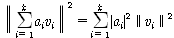 ‖ ∑_{i=1}^{k} a_i v_i ‖² = ∑_{i=1}^{k} |a_i|² ‖ v_i ‖²